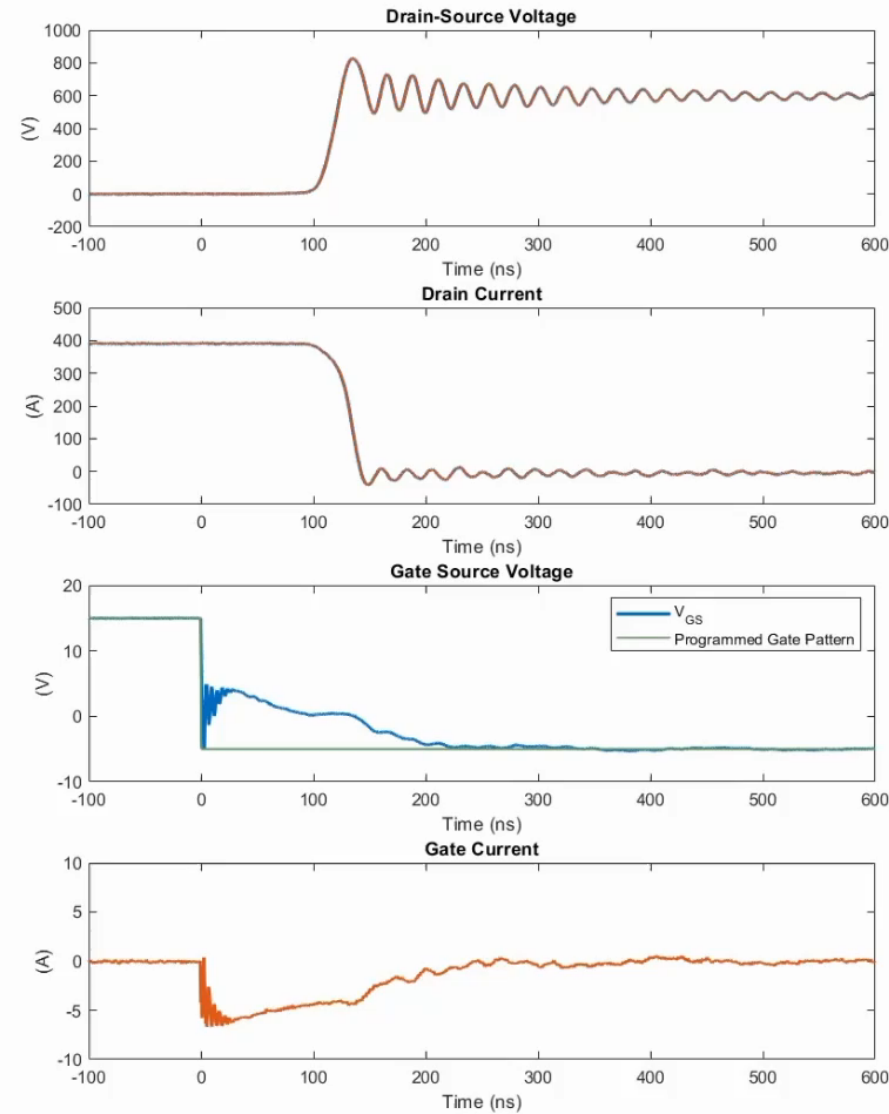 Drain-Source Voltage
1000
800
600
400
200
0
-200
(V)
-100 0 100 200 300 400 500 600
Time (ns)
Drain Current
500
400
300
200
100
0
-100
(A)
-100 0 100 200 300 400 500 600
Time (ns)
Gate Source Voltage
20
10
0
-10
(V)
VGS
Programmed Gate Pattern
-100 0 100 200 300 400 500 600
Time (ns)
Gate Current
10
5
0
-5
-10
(A)
-100 0 100 200 300 400 500 600
Time (ns)